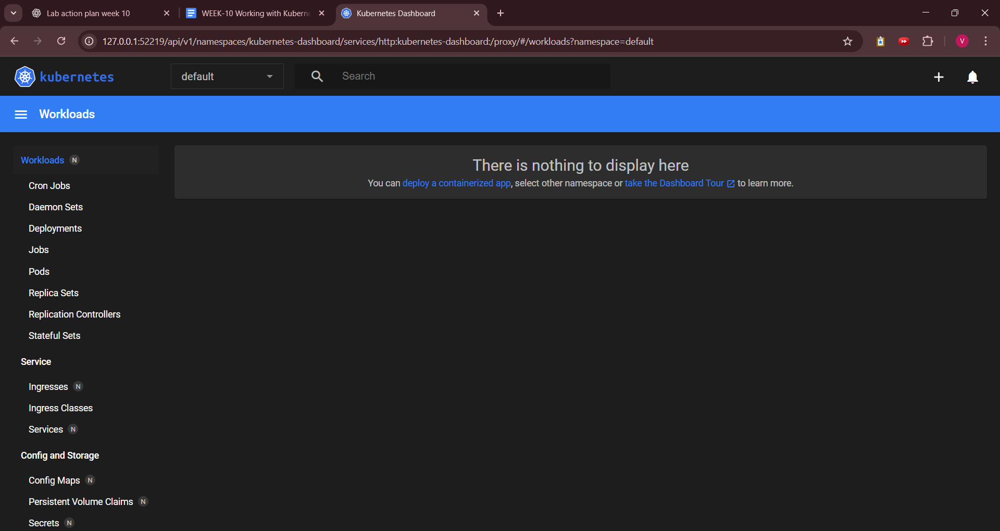 Lab action plan week 10
WEEK-10 Working with Kubern
Kubernetes Dashboard
127.0.0.1:52219/api/v1/namespaces/kubernetes-dashboard/services/http:kubernetes-dashboard:/proxy/#/workloads?namespace=default
V
kubernetes
default
Search
Workloads
Workloads N
Cron Jobs
Daemon Sets
Deployments
Jobs
Pods
Replica Sets
Replication Controllers
Stateful Sets
Service
Ingresses N
Ingress Classes
Services N
Config and Storage
Config Maps N
Persistent Volume Claims N
Secrets N
There is nothing to display here
You can deploy a containerized app, select other namespace or take the Dashboard Tour to learn more.